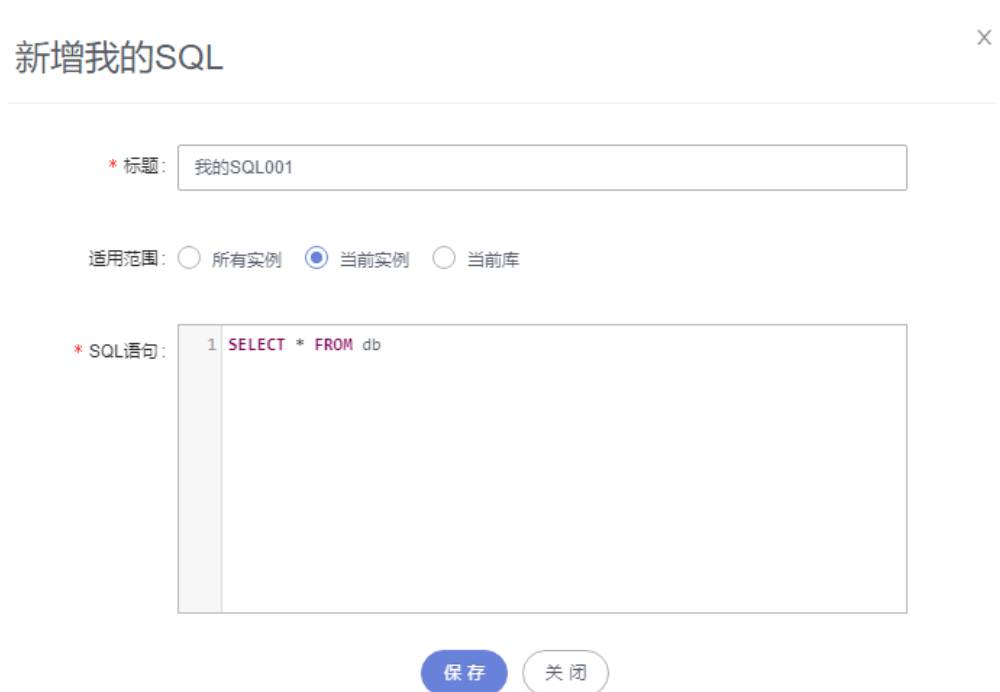 新增我的SQL
X
* 标题: 我的SQL001
适用范围: 所有实例 当前实例 当前库
* SQL语句: 1 SELECT * FROM db
保存 关闭